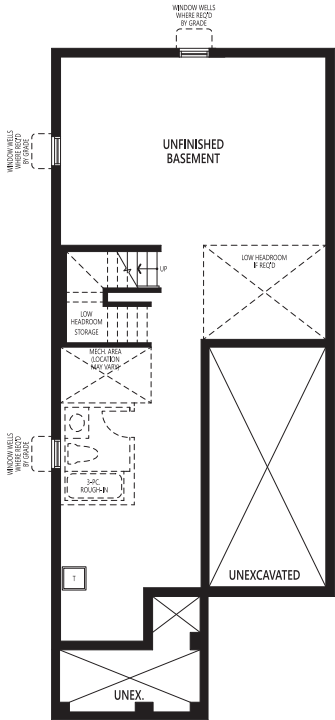 WINDOW WELLS
WHERE REQ'D
BY GRADE
WINDOW WELLS
WHERE REQ'D
BY GRADE
UNFINISHED
BASEMENT
UP
LOW HEADROOM
IF REQ'D
LOW
HEADROOM
STORAGE
MECH. AREA
(LOCATION
MAY VARY)
WINDOW WELLS
WHERE REQ'D
BY GRADE
3-PC.
ROUGH-IN
T
UNEXCAVATED
UNEX.